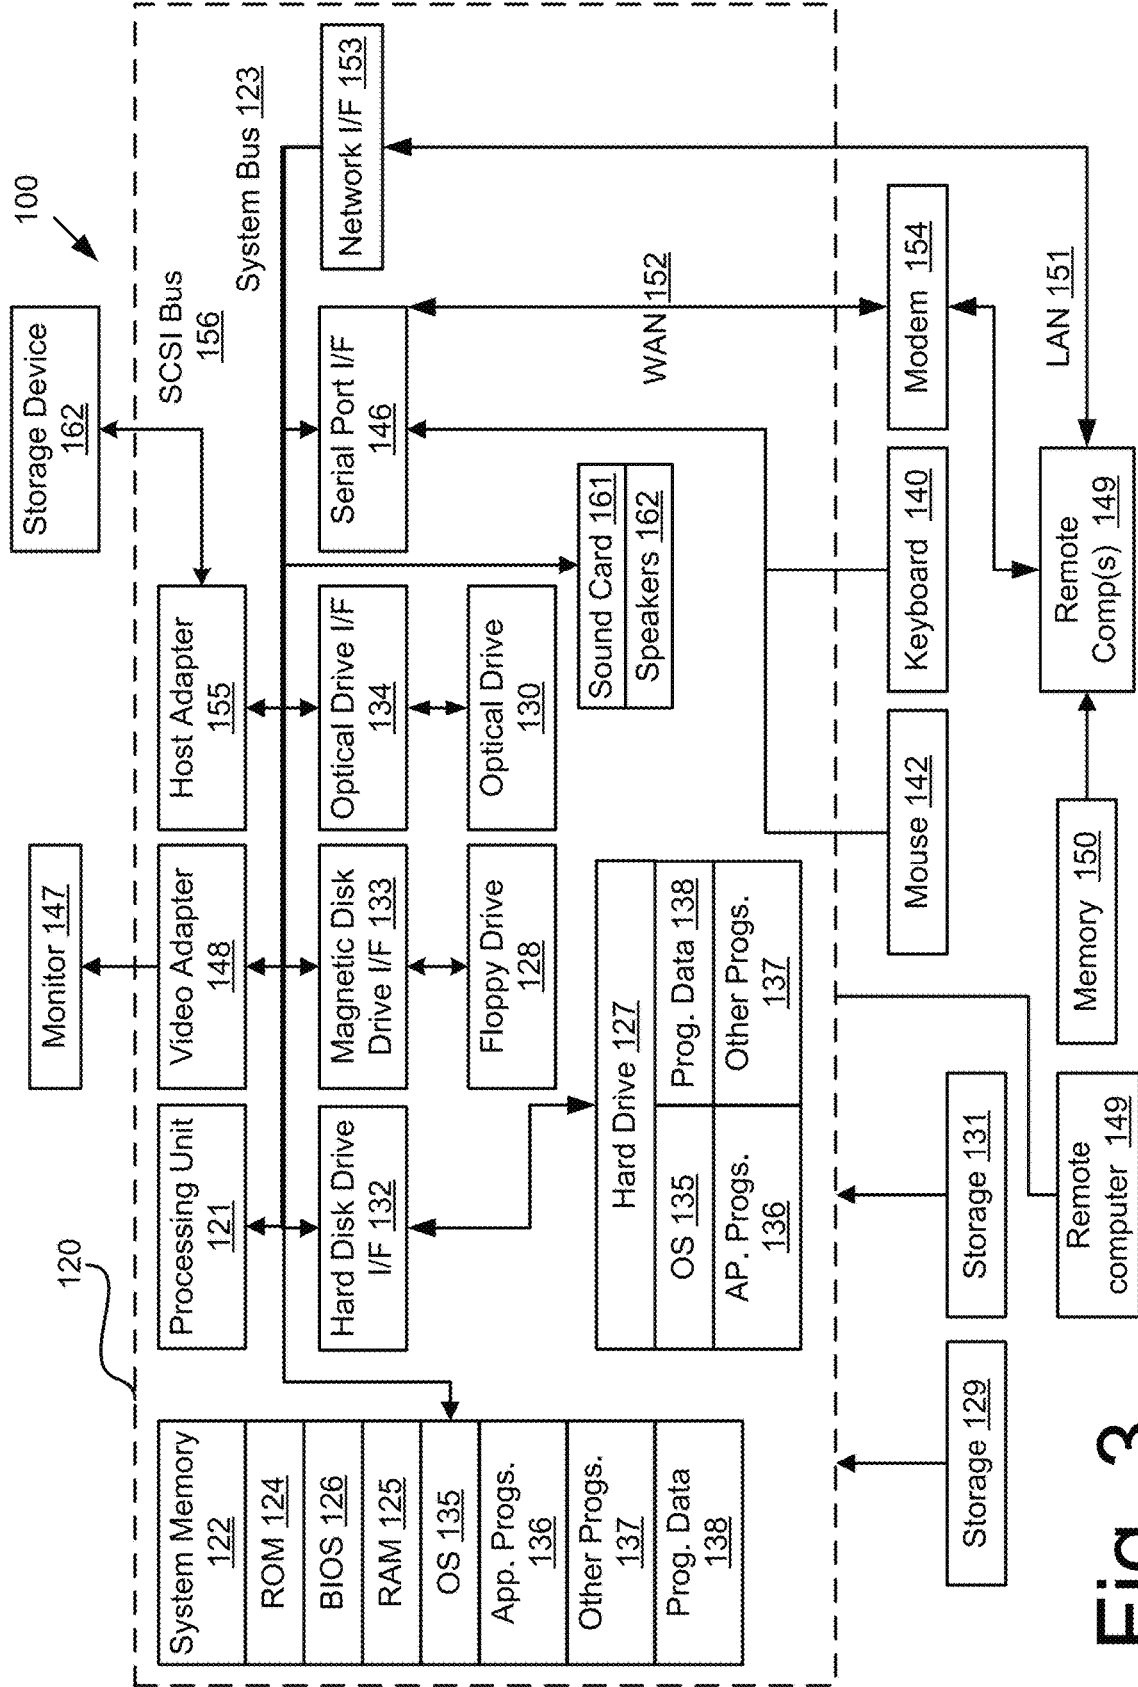 100
120
Monitor 147
Storage Device
162
SCSI Bus
156
System Memory
122
ROM 124
BIOS 126
RAM 125
OS 135
App. Progs.
136
Other Progs.
137
Prog. Data
138
Processing Unit
121
Video Adapter
148
Host Adapter
155
System Bus 123
Hard Disk Drive
I/F 132
Magnetic Disk
Drive I/F 133
Optical Drive I/F
134
Serial Port I/F
146
Network I/F 153
Floppy Drive
128
Optical Drive
130
Sound Card 161
Speakers 162
Hard Drive 127
OS 135
Prog. Data 138
AP. Progs.
136
Other Progs.
137
WAN 152
Storage 129
Storage 131
Mouse 142
Keyboard 140
Modem 154
Remote
computer 149
Memory 150
Remote
Comp(s) 149
LAN 151
Fig. 3